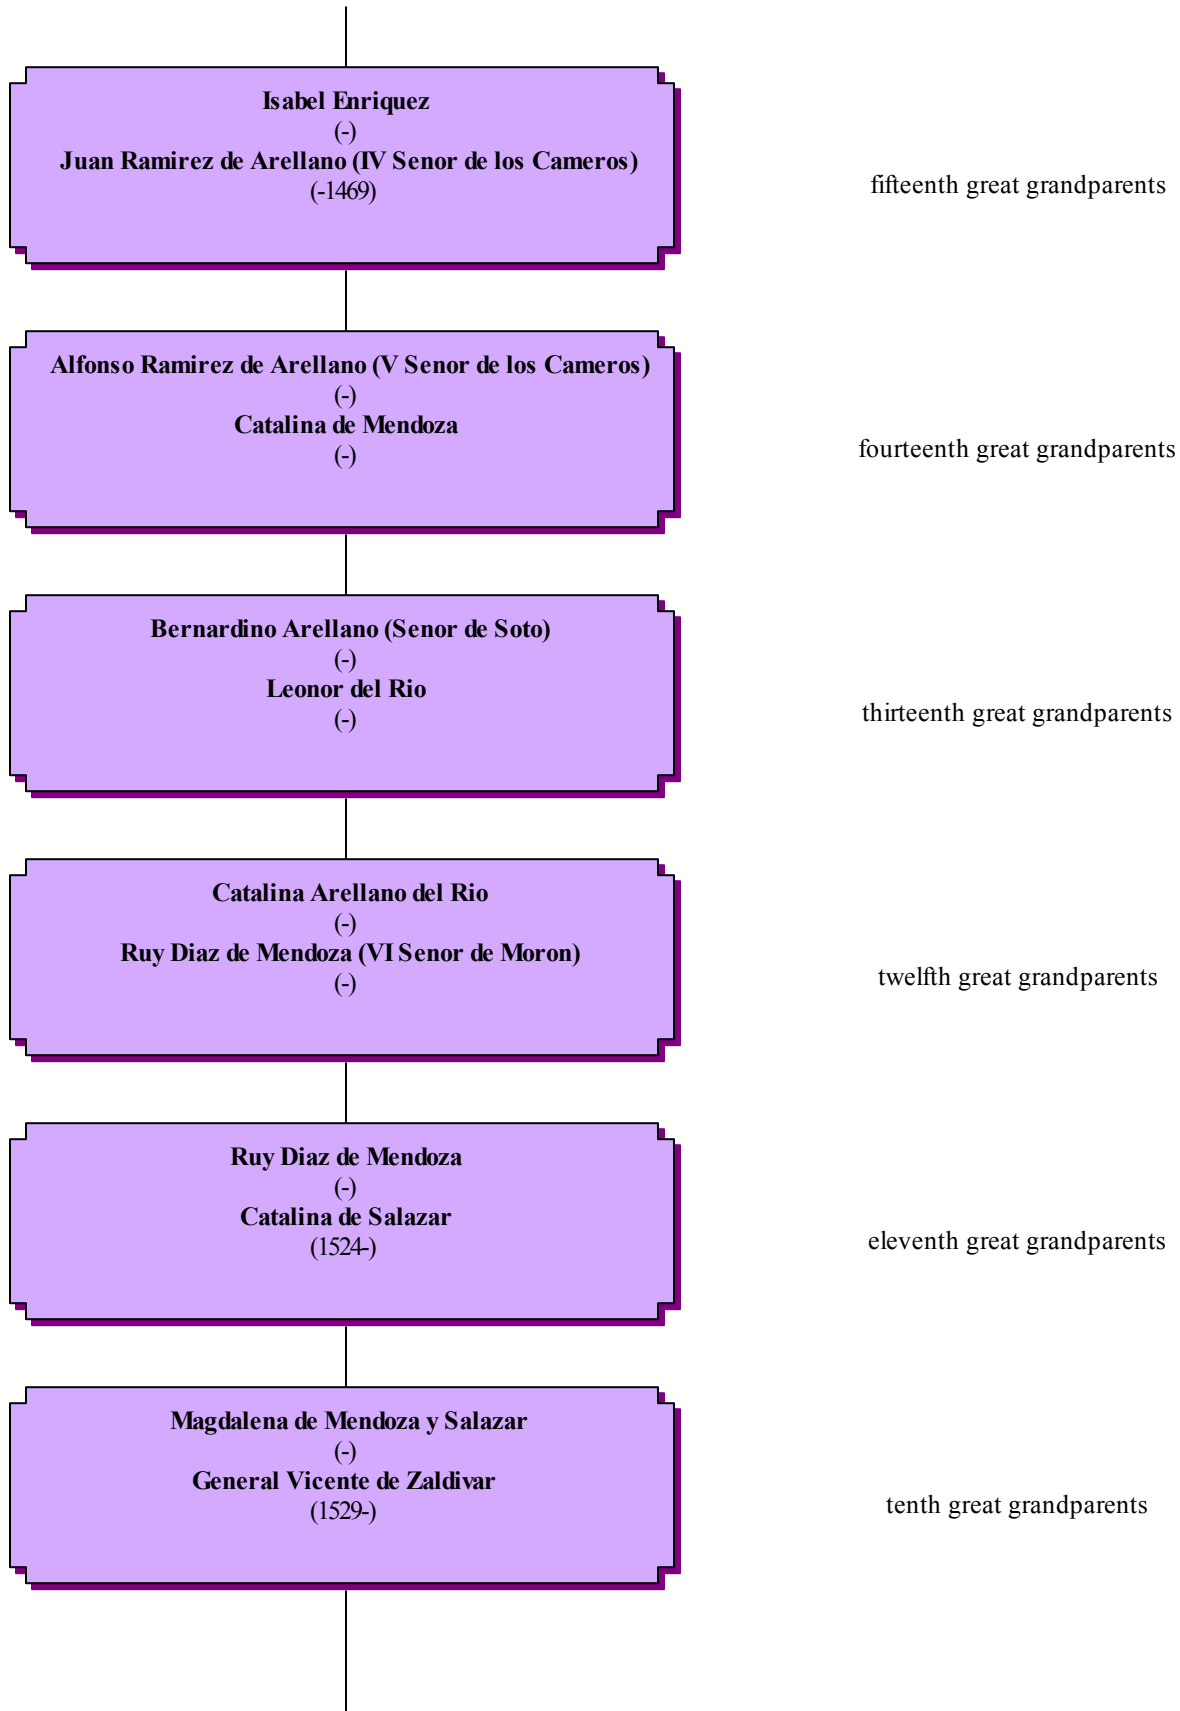 Isabel Enriquez
(-)
Juan Ramirez de Arellano (IV Senor de los Cameros)
(-1469)
fifteenth great grandparents
Alfonso Ramirez de Arellano (V Senor de los Cameros)
(-)
Catalina de Mendoza
(-)
fourteenth great grandparents
Bernardino Arellano (Senor de Soto)
(-)
Leonor del Rio
(-)
thirteenth great grandparents
Catalina Arellano del Rio
(-)
Ruy Diaz de Mendoza (VI Senor de Moron)
(-)
twelfth great grandparents
Ruy Diaz de Mendoza
(-)
Catalina de Salazar
(1524-)
eleventh great grandparents
Magdalena de Mendoza y Salazar
(-)
General Vicente de Zaldivar
(1529-)
tenth great grandparents